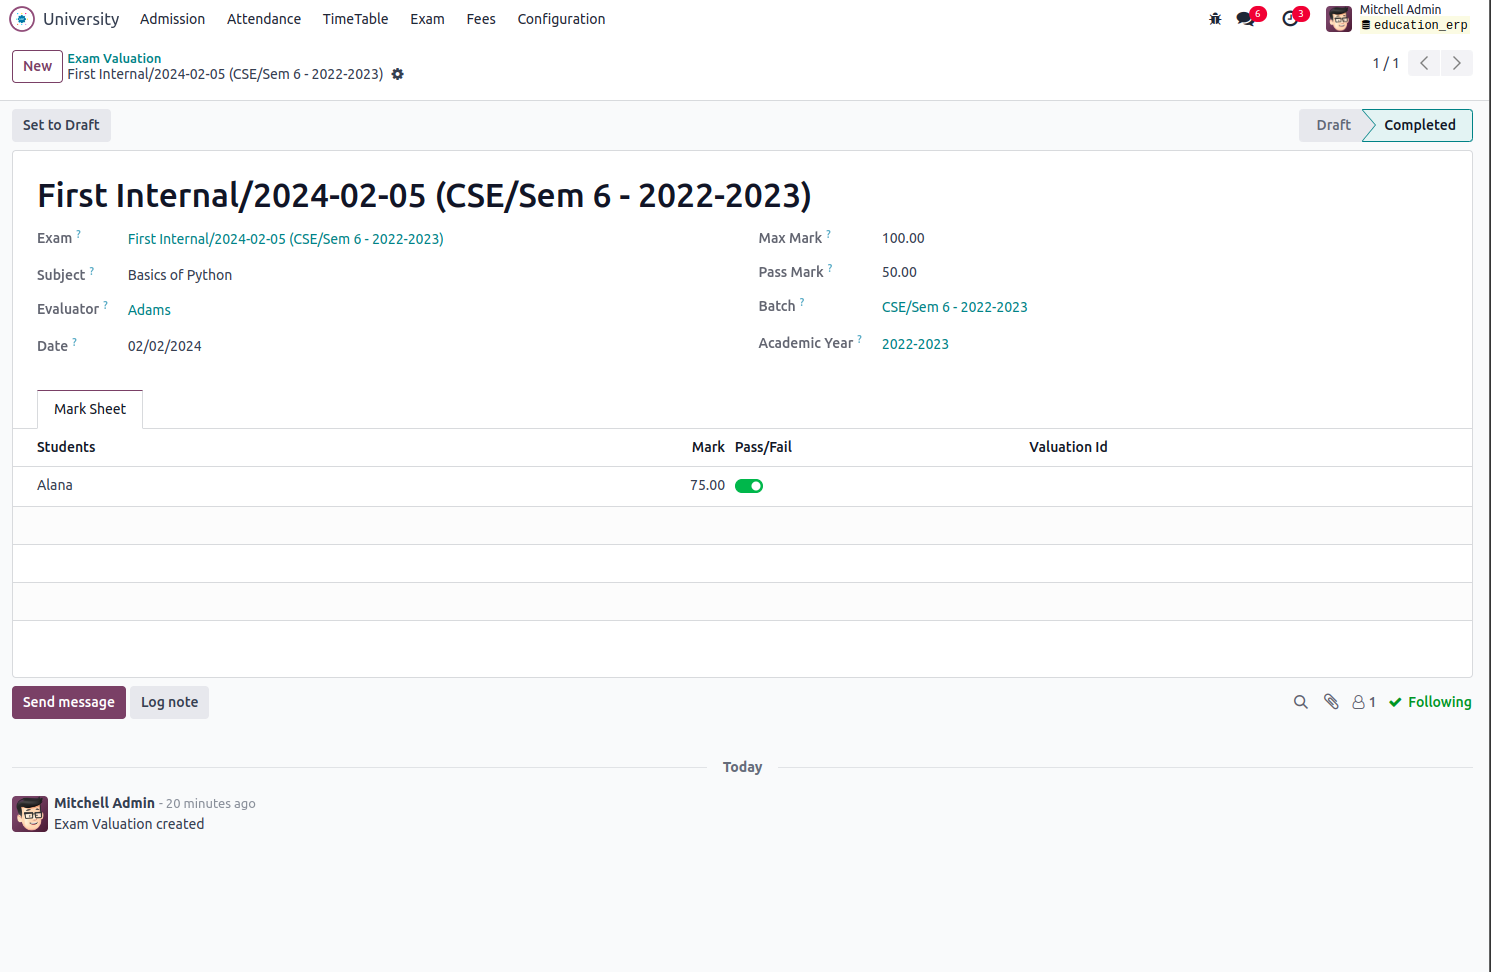 University Admission Attendance TimeTable Exam Fees Configuration 6 3 Mitchell Admin
education_erp
New Exam Valuation
First Internal/2024-02-05 (CSE/Sem 6 - 2022-2023) 1 / 1
Set to Draft Draft Completed
First Internal/2024-02-05 (CSE/Sem 6 - 2022-2023)
Exam ? First Internal/2024-02-05 (CSE/Sem 6 - 2022-2023) Max Mark ? 100.00
Subject ? Basics of Python Pass Mark ? 50.00
Evaluator ? Adams Batch ? CSE/Sem 6 - 2022-2023
Date ? 02/02/2024 Academic Year ? 2022-2023
Mark Sheet
Students Mark Pass/Fail Valuation Id
Alana 75.00
Send message Log note 1 Following
Today
Mitchell Admin - 20 minutes ago
Exam Valuation created